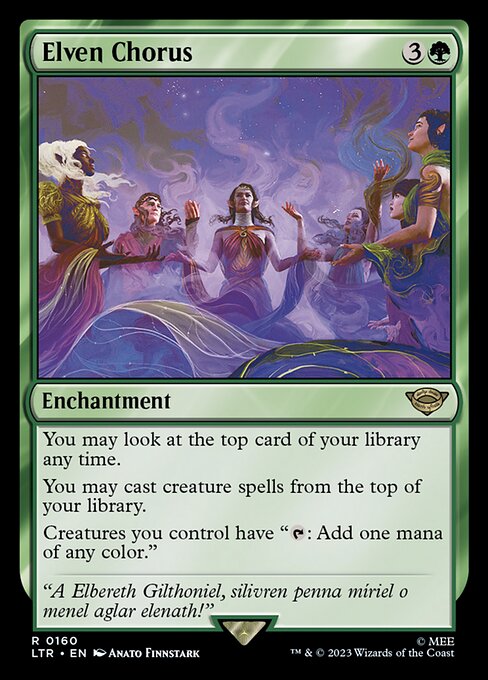 Elven Chorus 3
Enchantment
You may look at the top card of your library
any time.
You may cast creature spells from the top of
your library.
Creatures you control have “: Add one mana
of any color.”
“A Elbereth Gilthoniel, silivren penna míriel o
menel aglar elenath!”
R 0160
LTR • EN Anato Finnstark
© MEE
™ & © 2023 Wizards of the Coast